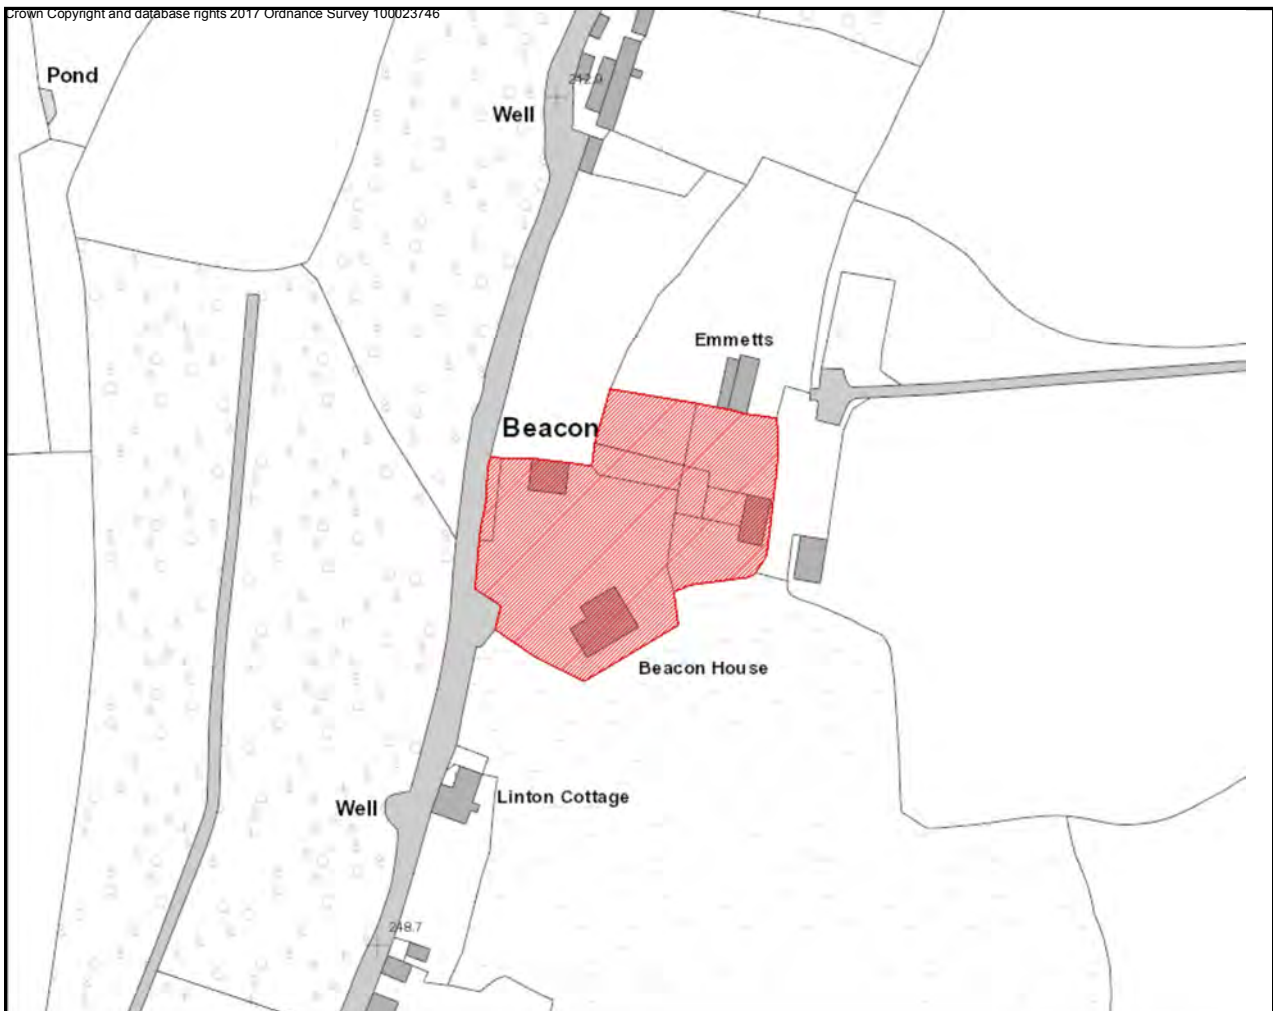 Crown Copyright and database rights 2017 Ordnance Survey 100023746
Pond
212.9
Well
Emmetts
Beacon
Beacon House
Linton Cottage
Well
248.7